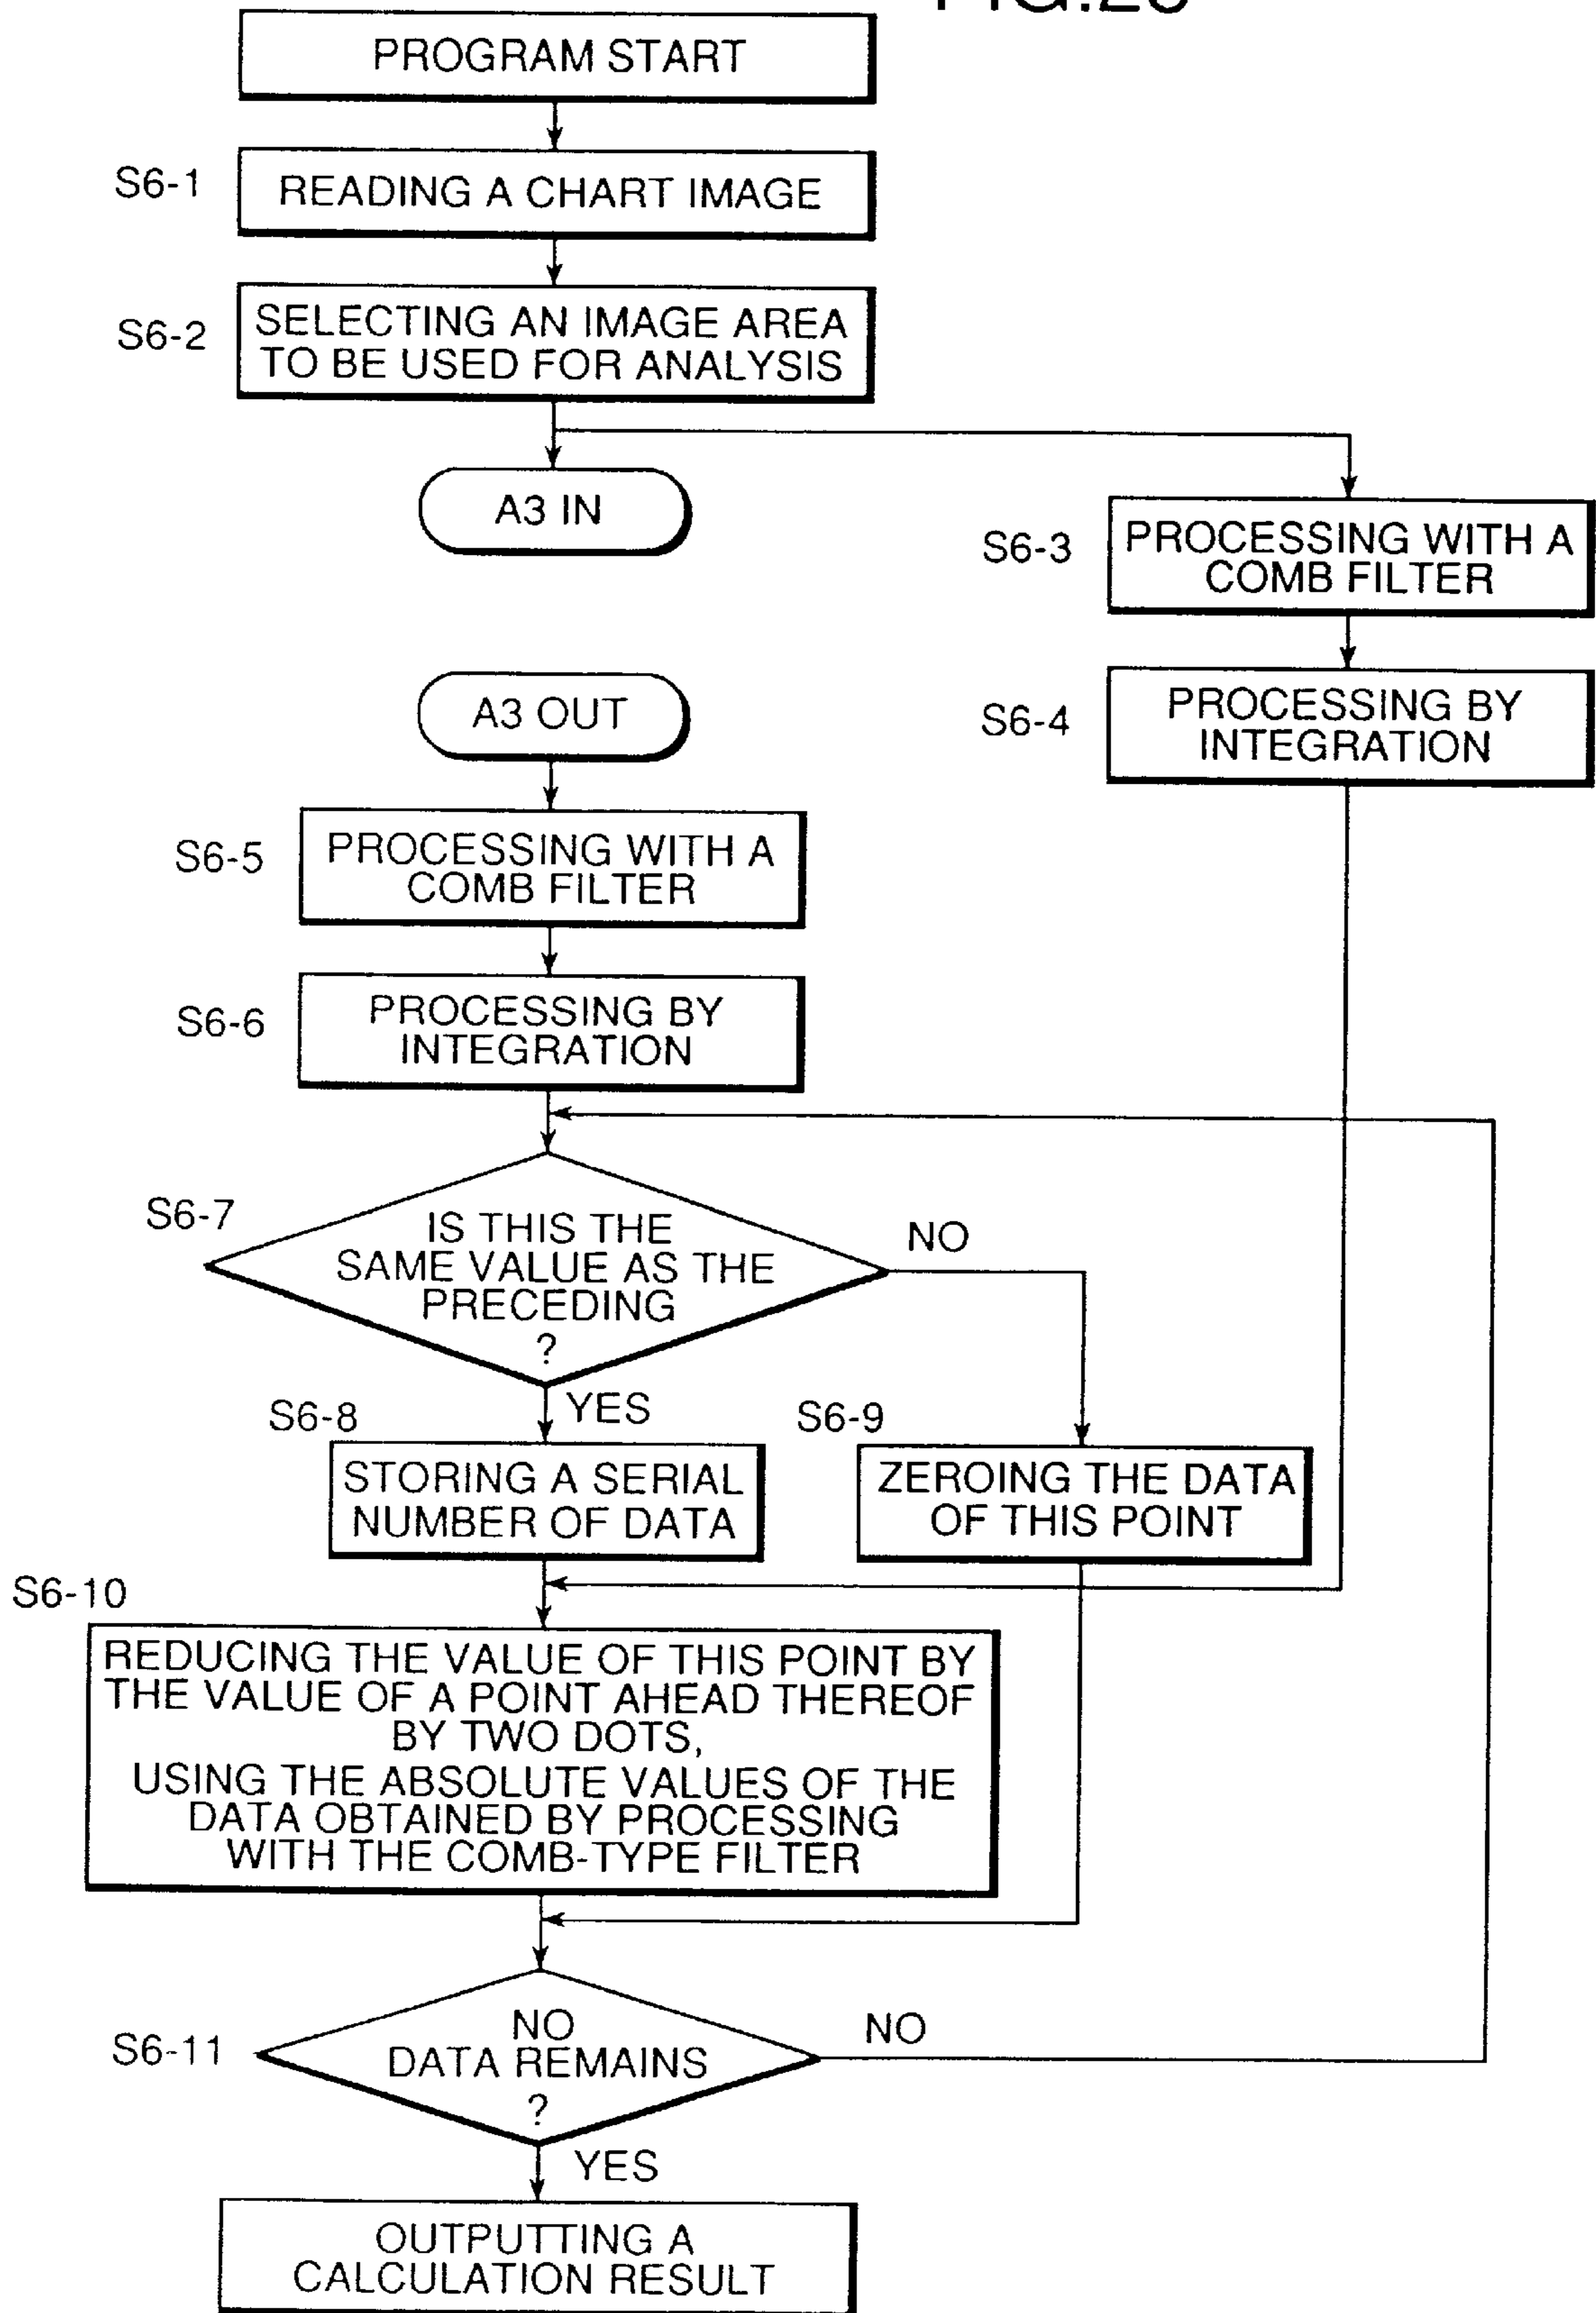 PROGRAM START
S6-1
READING A CHART IMAGE
S6-2
SELECTING AN IMAGE AREA
TO BE USED FOR ANALYSIS
A3 IN
S6-3
PROCESSING WITH A
COMB FILTER
S6-4
PROCESSING BY
INTEGRATION
A3 OUT
S6-5
PROCESSING WITH A
COMB FILTER
S6-6
PROCESSING BY
INTEGRATION
S6-7
IS THIS THE
SAME VALUE AS THE
PRECEDING
?
NO
YES
S6-8
STORING A SERIAL
NUMBER OF DATA
S6-9
ZEROING THE DATA
OF THIS POINT
S6-10
REDUCING THE VALUE OF THIS POINT BY
THE VALUE OF A POINT AHEAD THEREOF
BY TWO DOTS,
USING THE ABSOLUTE VALUES OF THE
DATA OBTAINED BY PROCESSING
WITH THE COMB-TYPE FILTER
S6-11
NO
DATA REMAINS
?
NO
YES
OUTPUTTING A
CALCULATION RESULT